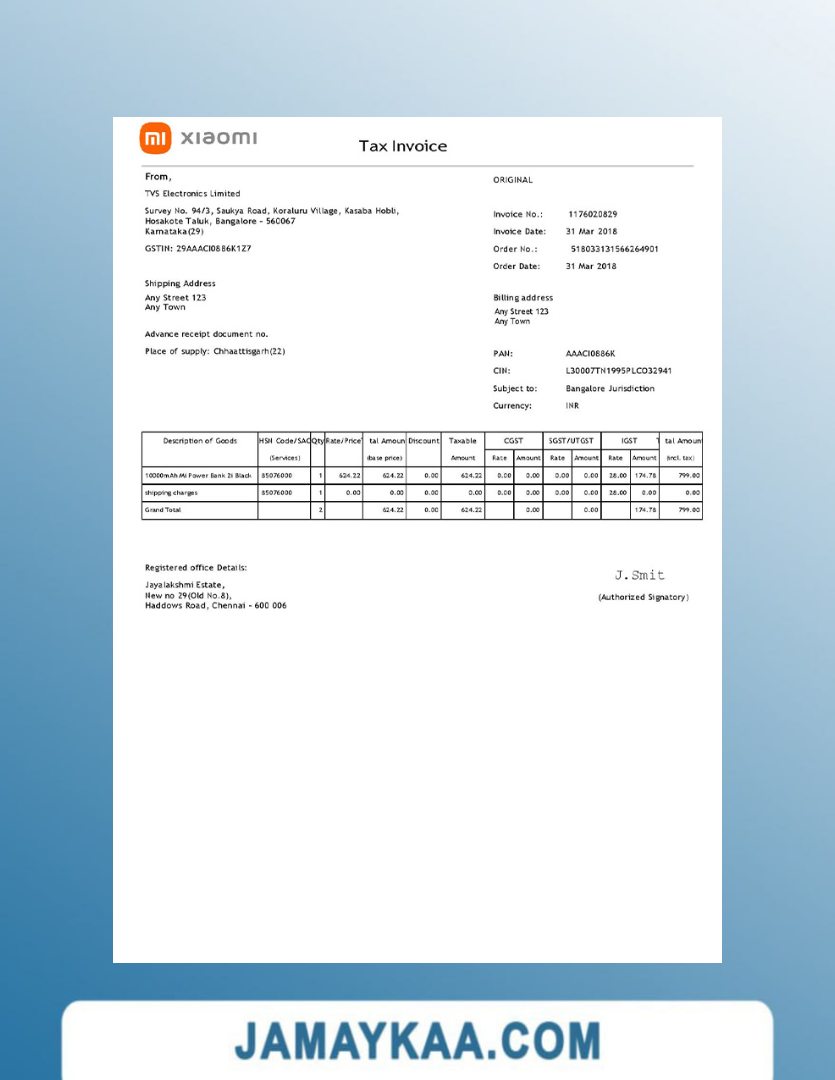 mi xiaomi
Tax Invoice
From,
TVS Electronics Limited
Survey No. 94/3, Saukya Road, Koraluru Village, Kasaba Hobli,
Hosakote Taluk, Bangalore - 560067
Karnataka(29)
GSTIN: 29AAACI0886K1Z7
ORIGINAL
Invoice No.: 1176020829
Invoice Date: 31 Mar 2018
Order No.: 518033131566264901
Order Date: 31 Mar 2018
Shipping Address
Any Street 123
Any Town
Billing address
Any Street 123
Any Town
Advance receipt document no.
Place of supply: Chhaattisgarh(22)
PAN: AAACI0886K
CIN: L30007TN1995PLCO32941
Subject to: Bangalore Jurisdiction
Currency: INR
Description of Goods HSN Code/SAC Qty Rate/Price tal Amoun Discount Taxable CGST SGST/UTGST IGST T tal Amoun
(Services) (base price) Amount Rate Amount Rate Amount Rate Amount (incl. tax)
10000mAh Mi Power Bank 2i Black 85076000 1 624.22 624.22 0.00 624.22 0.00 0.00 0.00 0.00 28.00 174.78 799.00
shipping charges 85076000 1 0.00 0.00 0.00 0.00 0.00 0.00 0.00 0.00 28.00 0.00 0.00
Grand Total 2 624.22 0.00 624.22 0.00 0.00 174.78 799.00
Registered office Details:
Jayalakshmi Estate,
New no 29(Old No.8),
Haddows Road, Chennai - 600 006
J.Smit
(Authorized Signatory)
JAMAYKAA.COM